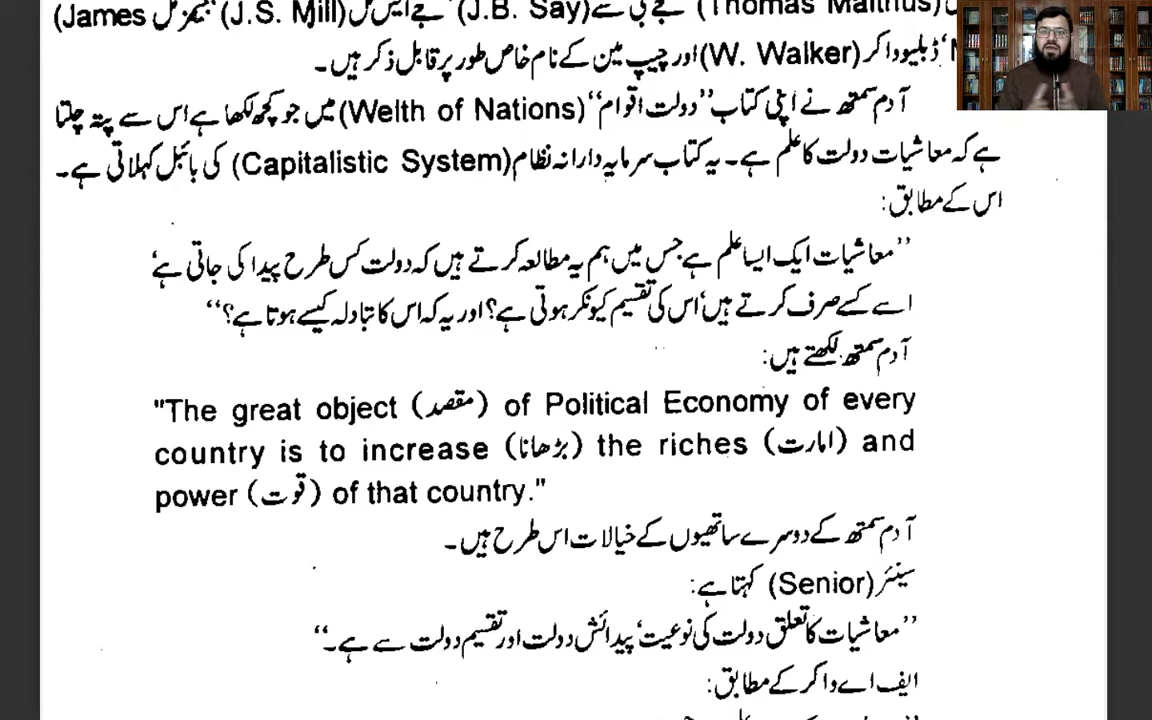 (Thomas Malthus) جے بی سے (J.B. Say) ’ جے ایس مل (J.S. Mill) ’ جیمز مل (James
’ ڈبلیو واکر (W. Walker) اور چیپ مین کے نام خاص طور پر قابل ذکر ہیں۔
آدم سمتھ نے اپنی کتاب ’’دولت اقوام‘‘ (Welth of Nations) میں جو کچھ لکھا ہے اس سے پتہ چلتا
ہے کہ معاشیات دولت کا علم ہے۔ یہ کتاب سرمایہ دارانہ نظام (Capitalistic System) کی بائبل کہلاتی ہے۔
اس کے مطابق:
’’معاشیات ایک ایسا علم ہے جس میں ہم یہ مطالعہ کرتے ہیں کہ دولت کس طرح پیدا کی جاتی ہے‘
اسے کسے صرف کرتے ہیں‘ اس کی تقسیم کیونکر ہوتی ہے؟ اور یہ کہ اس کا تبادلہ کیسے ہوتا ہے؟‘‘
آدم سمتھ لکھتے ہیں:
"The great object (مقصد) of Political Economy of every
country is to increase (بڑھانا) the riches (امارت) and
power (قوت) of that country."
آدم سمتھ کے دوسرے ساتھیوں کے خیالات اس طرح ہیں۔
سینئر (Senior) کہتا ہے:
’’معاشیات کا تعلق دولت کی نوعیت‘ پیدائش دولت اور تقسیم دولت سے ہے۔‘‘
ایف اے واکر کے مطابق: